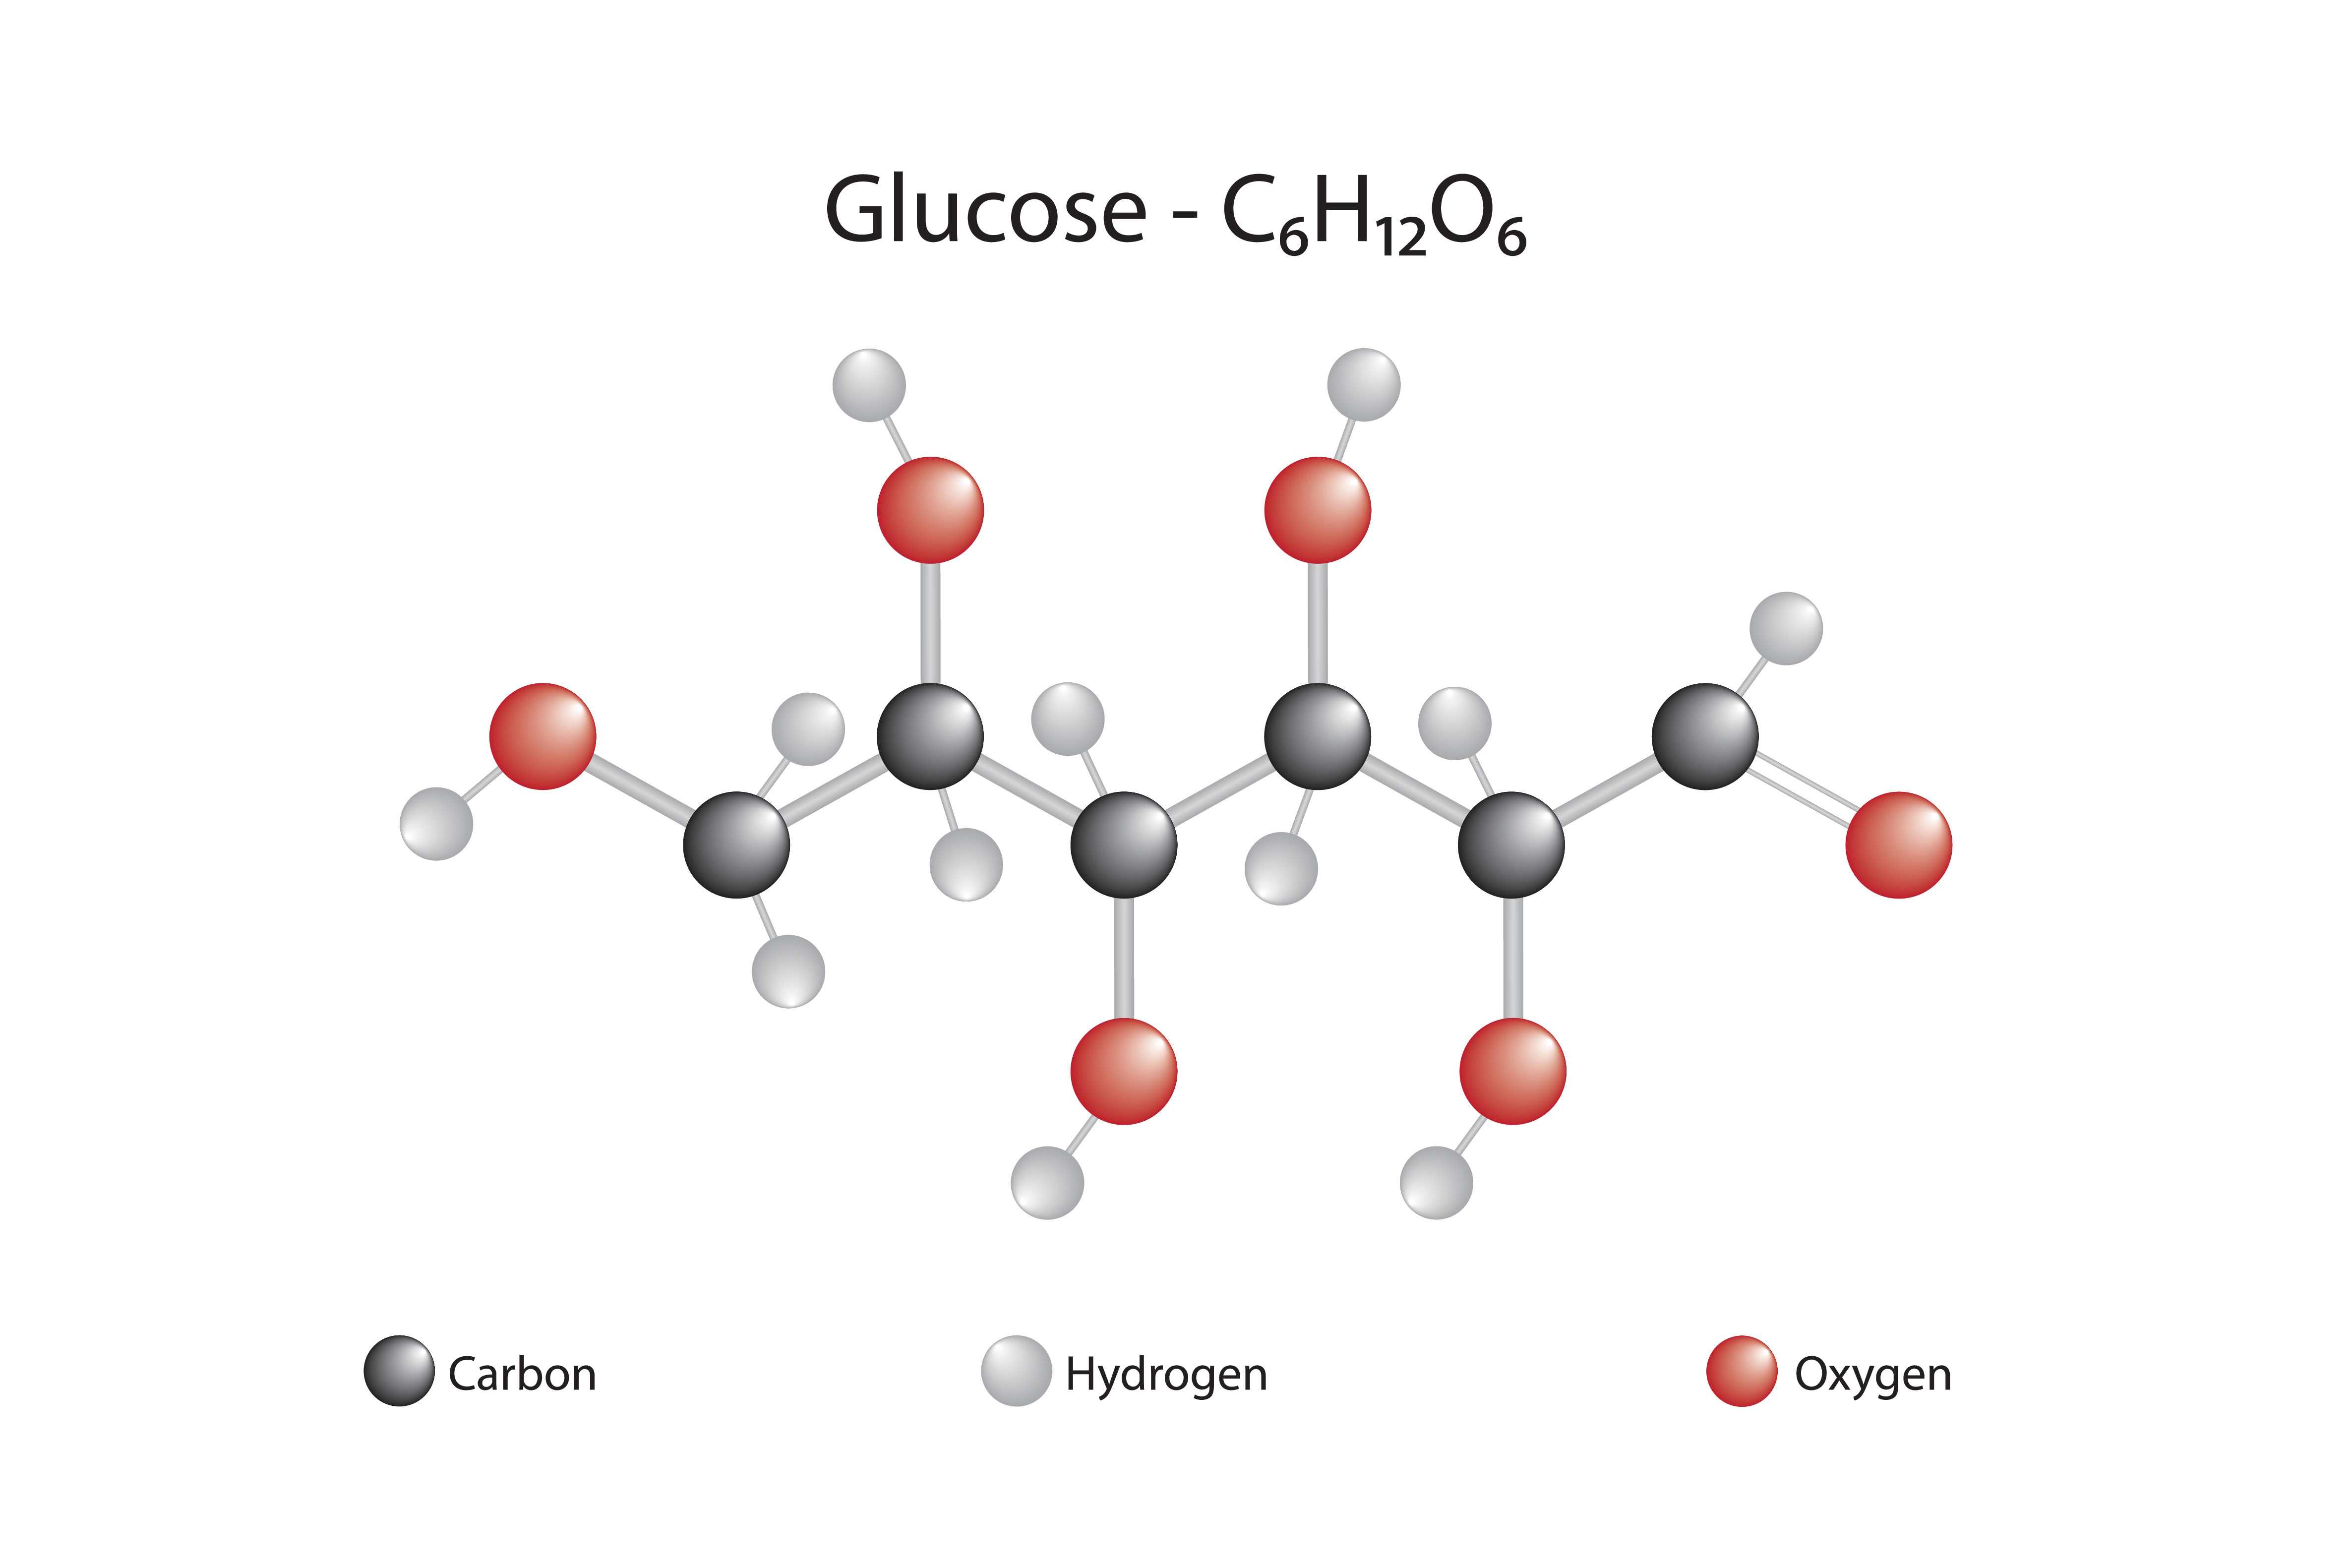 Glucose - C₆H₁₂O₆
Carbon
Hydrogen
Oxygen